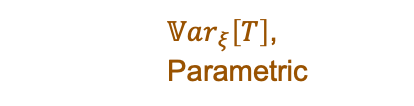 𝕍𝑎𝑟_𝜉[𝑇],
Parametric